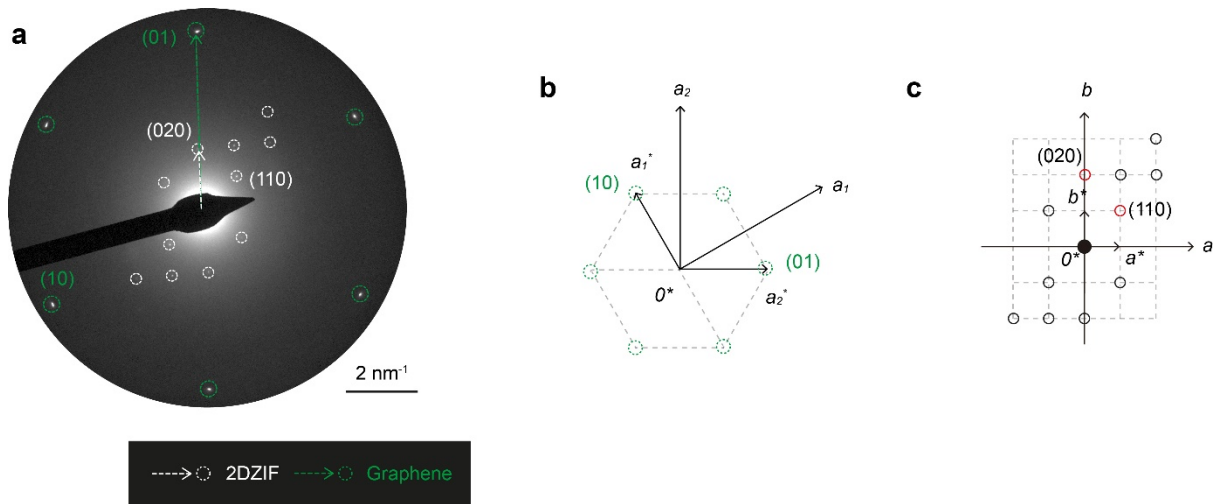 a
(01)
(020)
(110)
(10)
2 nm⁻¹
2DZIF
Graphene
b
a₂
a₁*
(10)
a₁
(01)
0*
a₂*
c
b
(020)
b*
(110)
0*
a*
a